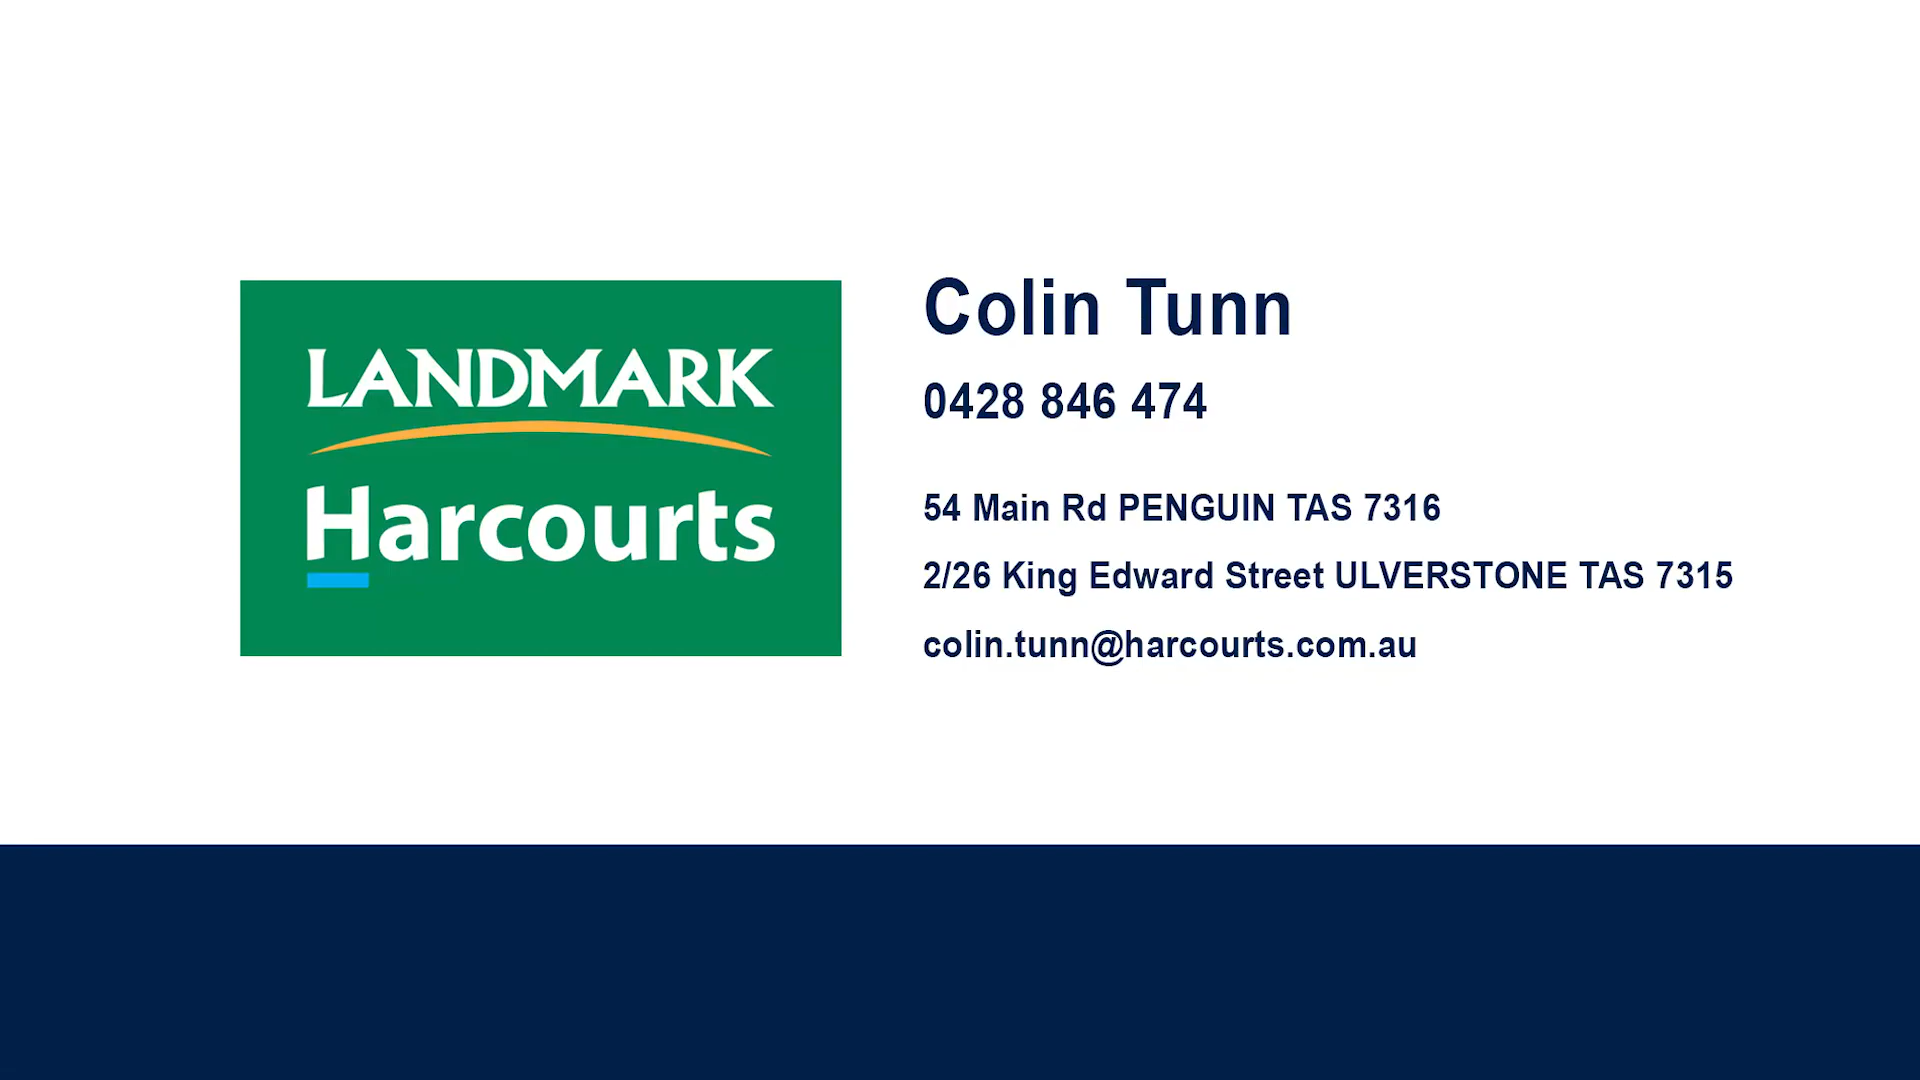 LANDMARK
Harcourts
Colin Tunn
0428 846 474
54 Main Rd PENGUIN TAS 7316
2/26 King Edward Street ULVERSTONE TAS 7315
colin.tunn@harcourts.com.au